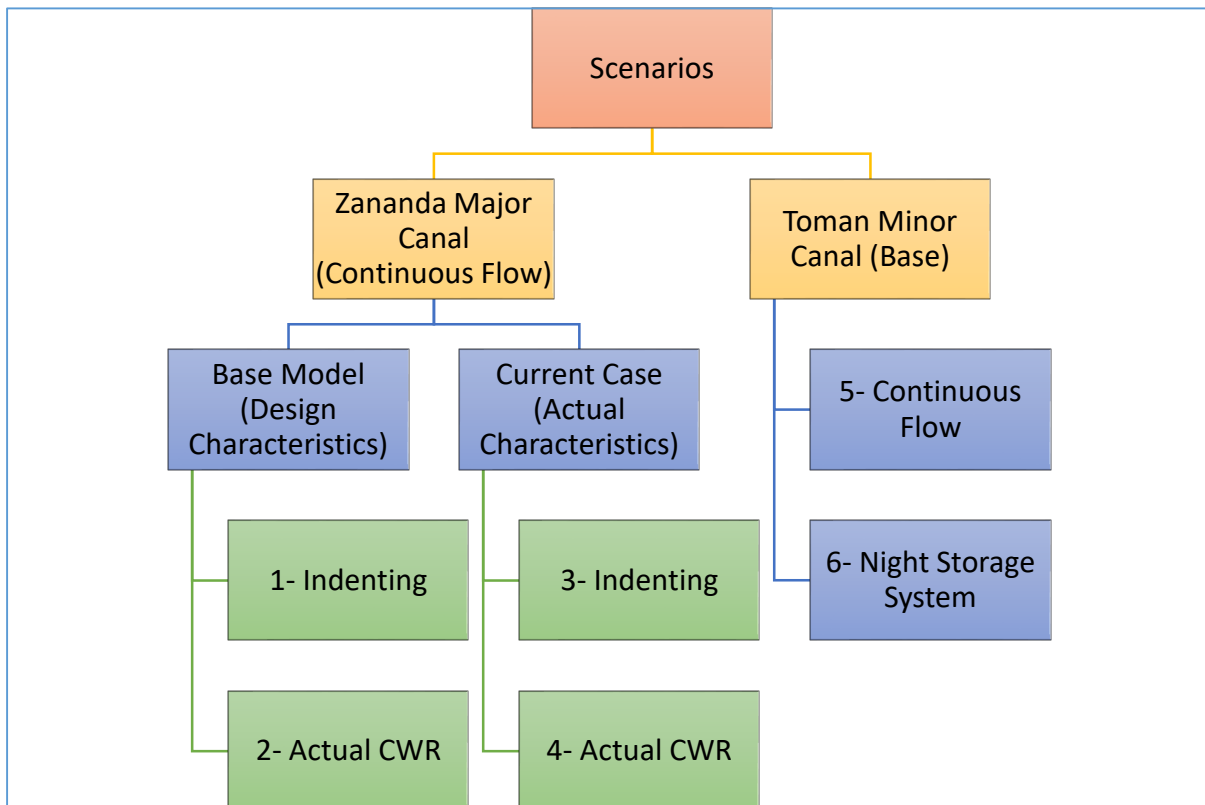 Scenarios
Zananda Major
Canal
(Continuous Flow)
Toman Minor
Canal (Base)
Base Model
(Design
Characteristics)
Current Case
(Actual
Characteristics)
5- Continuous
Flow
1- Indenting
3- Indenting
6- Night Storage
System
2- Actual CWR
4- Actual CWR